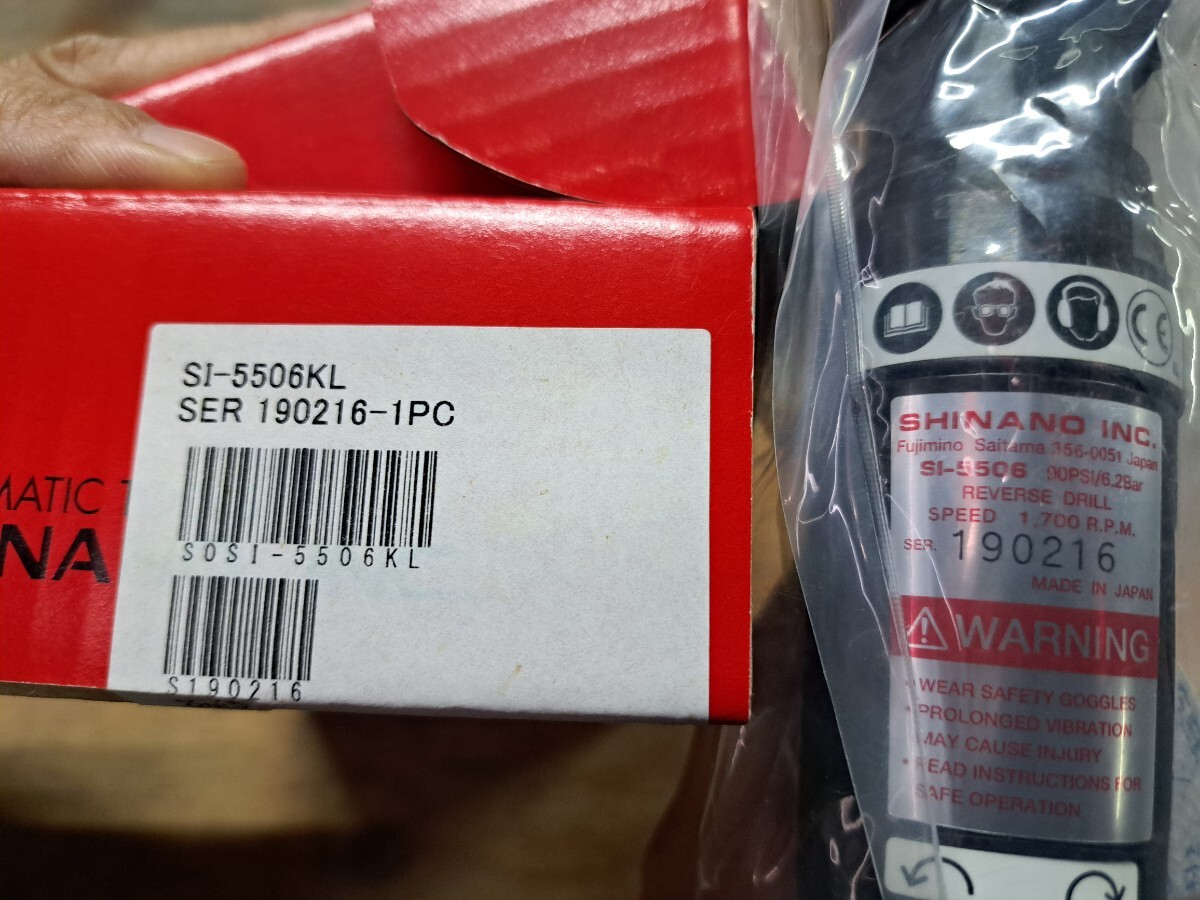 SI-5506KL
SER 190216-1PC
SOSI-5506KL
S190216
MATIC
NA
CE
SHINANO INC.
Fujimino Saitama 356-0051 Japan
SI-5506 90PSI/6.2Bar
REVERSE DRILL
SPEED 1,700 R.P.M.
SER. 190216
MADE IN JAPAN
WARNING
• WEAR SAFETY GOGGLES
• PROLONGED VIBRATION
MAY CAUSE INJURY
• READ INSTRUCTIONS FOR
SAFE OPERATION